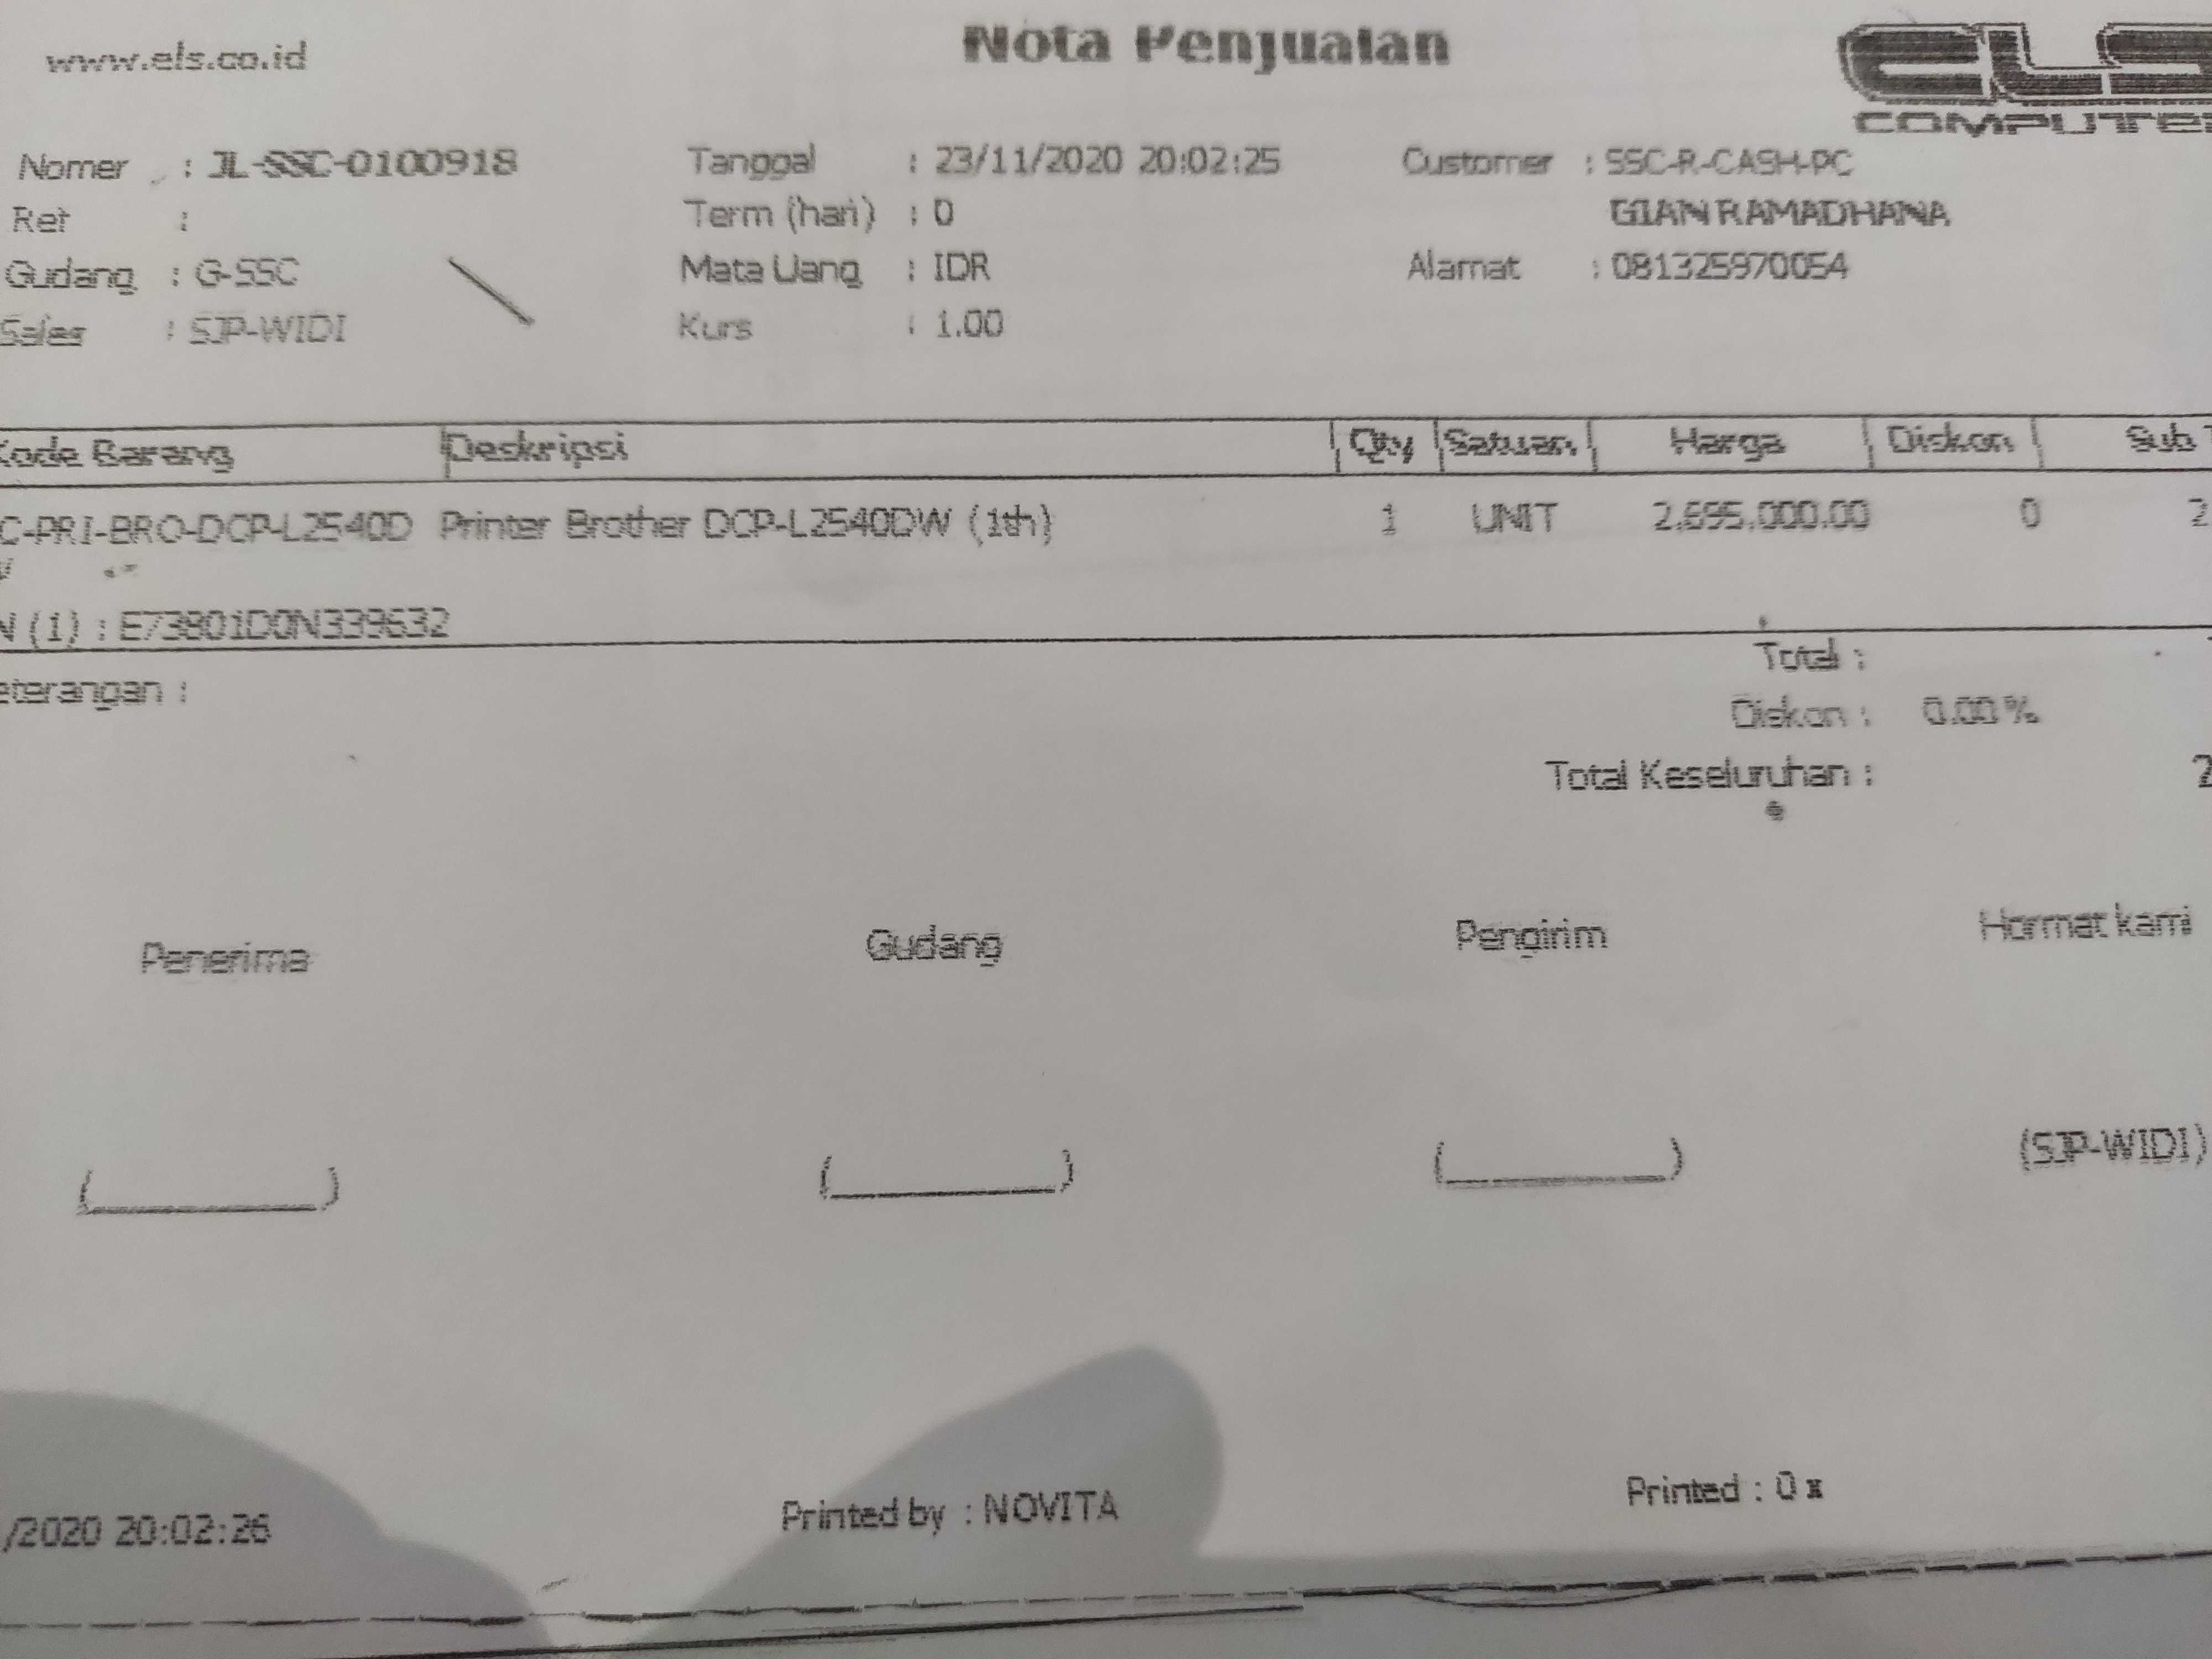 www.els.co.id
Nota Penjualan
ELS
COMPUTER
Nomer : JL-SSC-0100918
Tanggal : 23/11/2020 20:02:25
Customer : SSC-R-CASH-PC
Ref :
Term (hari) : 0
GIAN RAMADHANA
Gudang : G-SSC
Mata Uang : IDR
Alamat : 081325970054
Sales : SJP-WIDI
Kurs : 1.00
Kode Barang Deskripsi Qty Satuan Harga Diskon Sub
C-PRI-BRO-DCP-L2540D Printer Brother DCP-L2540DW (1th) 1 UNIT 2,695,000.00 0 2
W
N (1) : E73801D0N339632
Total :
eterangan :
Diskon : 0.00 %
Total Keseluruhan : 2
Penerima Gudang Pengirim Hormat kami
(SJP-WIDI)
/2020 20:02:26 Printed by : NOVITA Printed : 0 x